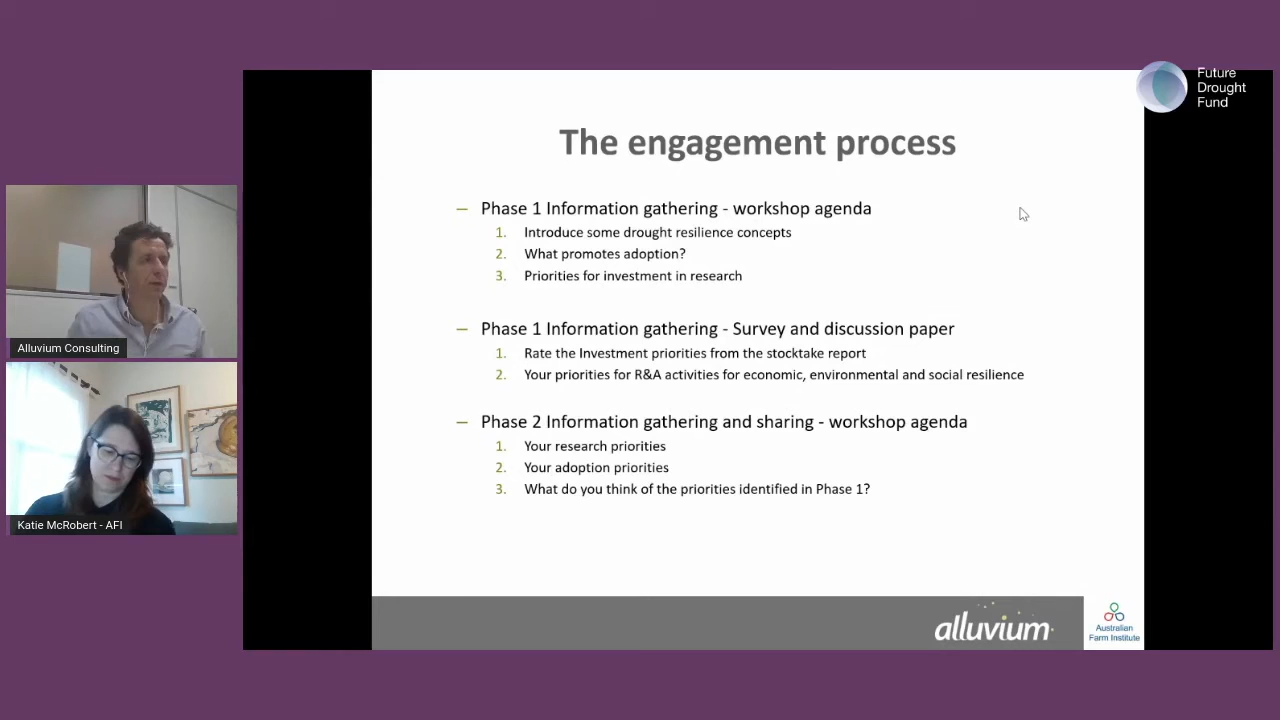 Future
Drought
Fund
The engagement process
– Phase 1 Information gathering - workshop agenda
1. Introduce some drought resilience concepts
2. What promotes adoption?
3. Priorities for investment in research
– Phase 1 Information gathering - Survey and discussion paper
1. Rate the Investment priorities from the stocktake report
2. Your priorities for R&A activities for economic, environmental and social resilience
– Phase 2 Information gathering and sharing - workshop agenda
1. Your research priorities
2. Your adoption priorities
3. What do you think of the priorities identified in Phase 1?
Alluvium Consulting
Katie McRobert - AFI
alluvium
Australian
Farm Institute